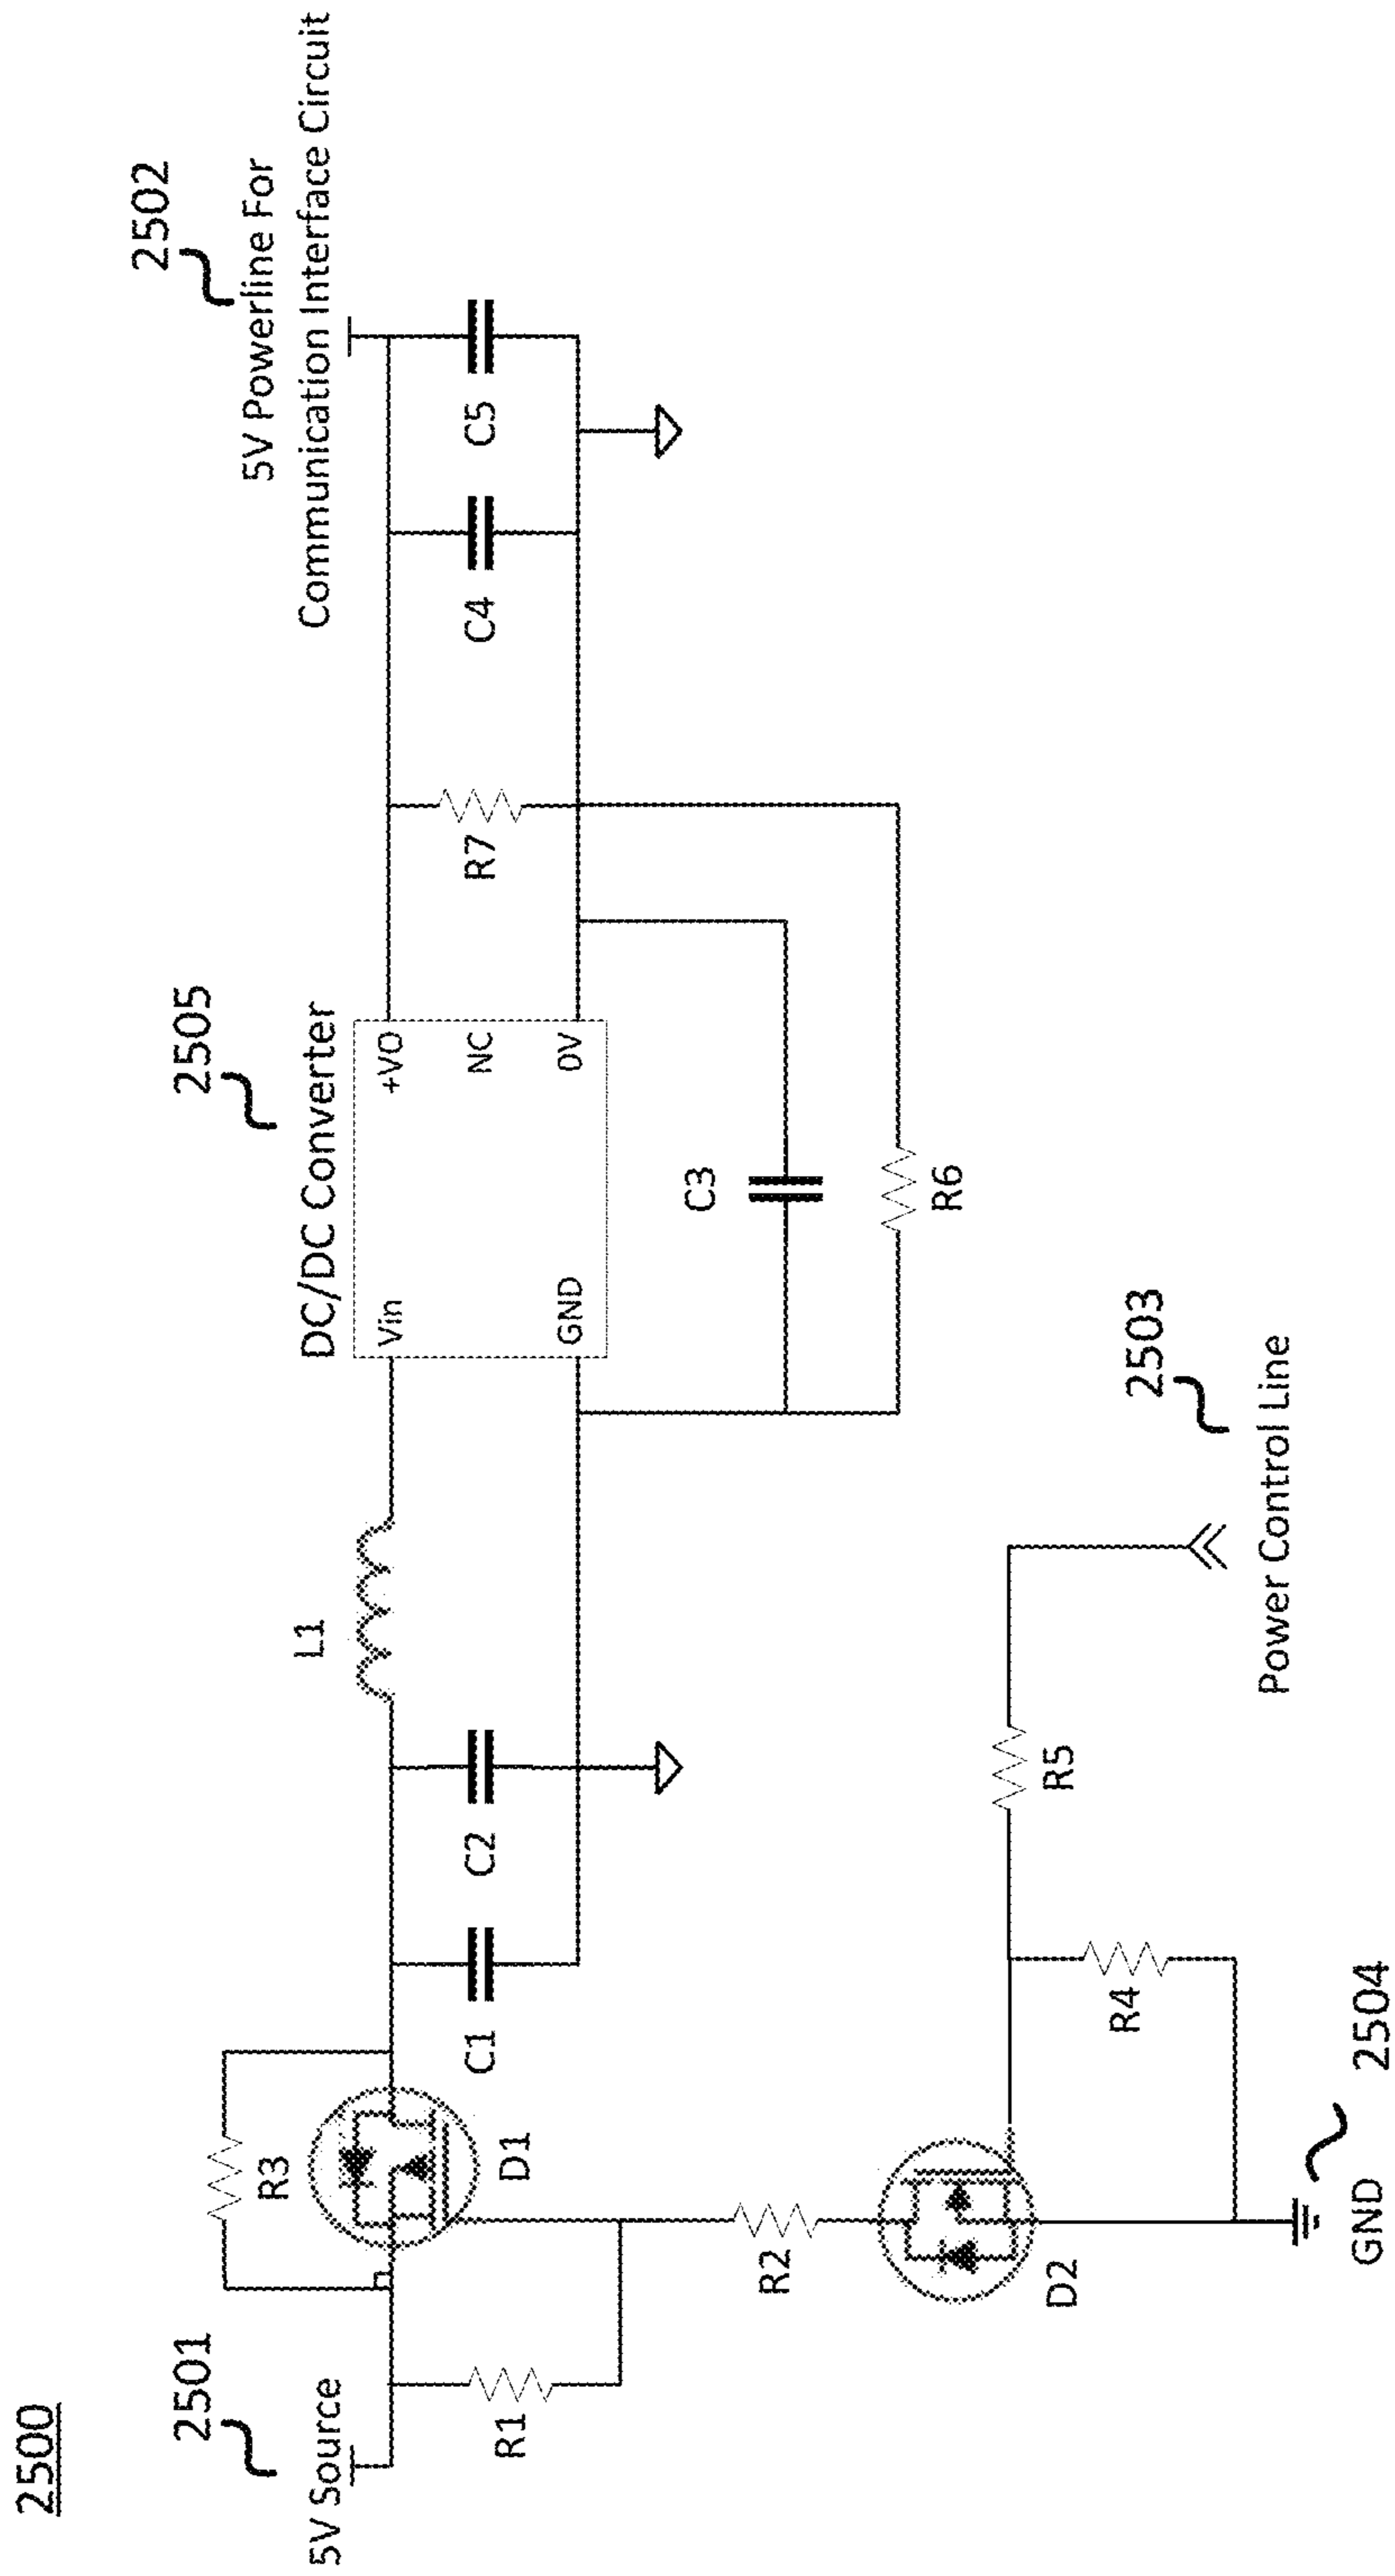 2500
2501
5V Source
R1
R3
D1
R2
D2
GND
2504
C1
C2
L1
R4
R5
2503
Power Control Line
2505
DC/DC Converter
Vin
GND
+VO
NC
0V
C3
R6
R7
C4
C5
2502
5V Powerline For
Communication Interface Circuit